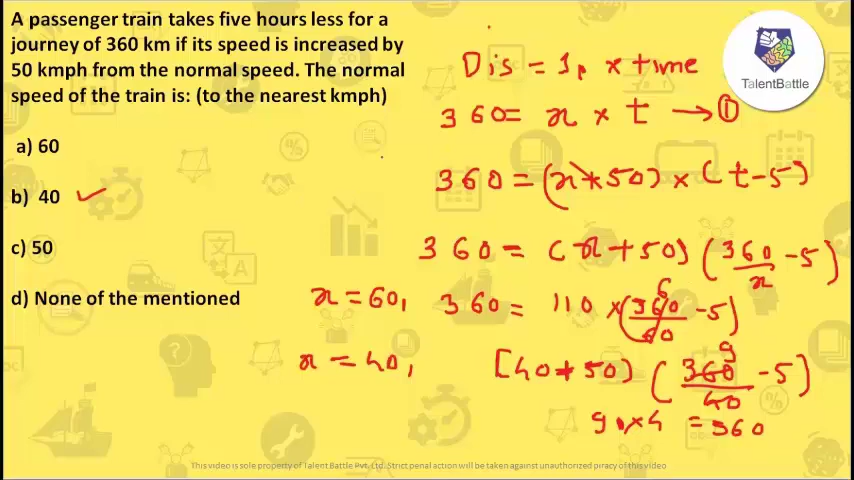 A passenger train takes five hours less for a
journey of 360 km if its speed is increased by
50 kmph from the normal speed. The normal
speed of the train is: (to the nearest kmph)
a) 60
b) 40 ✓
c) 50
d) None of the mentioned
TalentBattle
Dis = S, × time
360 = x × t → ①
360 = (x+50) × (t-5)
360 = (x+50) (360/x - 5)
x = 60, 360 = 110 × (360/60 - 5) 6
x = 40, [40+50) (360/40 - 5) 9
90 × 4 = 360
This video is sole property of Talent Battle Pvt. Ltd. Strict penal action will be taken against unauthorized piracy of this video